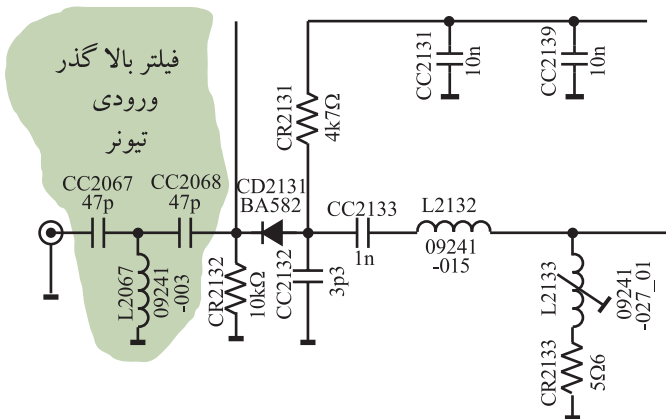 فیلتر بالا گذر
ورودی
تیونر
CC2067
47p
CC2068
47p
L2067
09241
-003
CR2132
10kΩ
CD2131
BA582
CR2131
4k7Ω
CC2132
3p3
CC2133
1n
L2132
09241
-015
CC2131
10n
CC2139
10n
L2133
09241
-027_01
CR2133
5Ω6